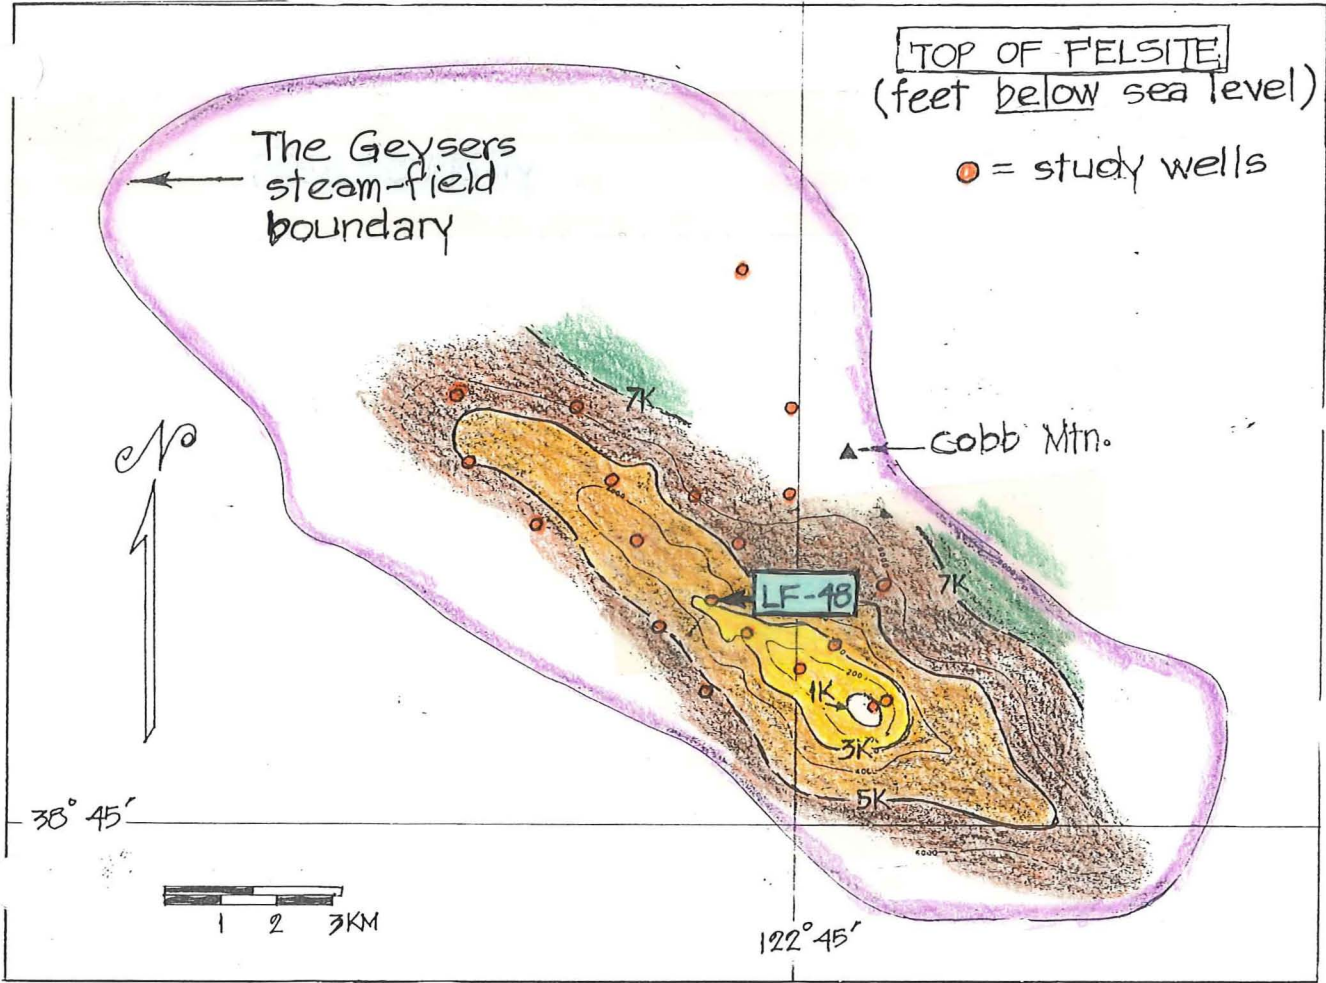 TOP OF FELSITE
(feet below sea level)
= study wells
The Geysers
steam-field
boundary
7K
N
Cobb Mtn.
7K
LF-48
1K
3K
5K
38° 45'
6000
1 2 3KM
122° 45'